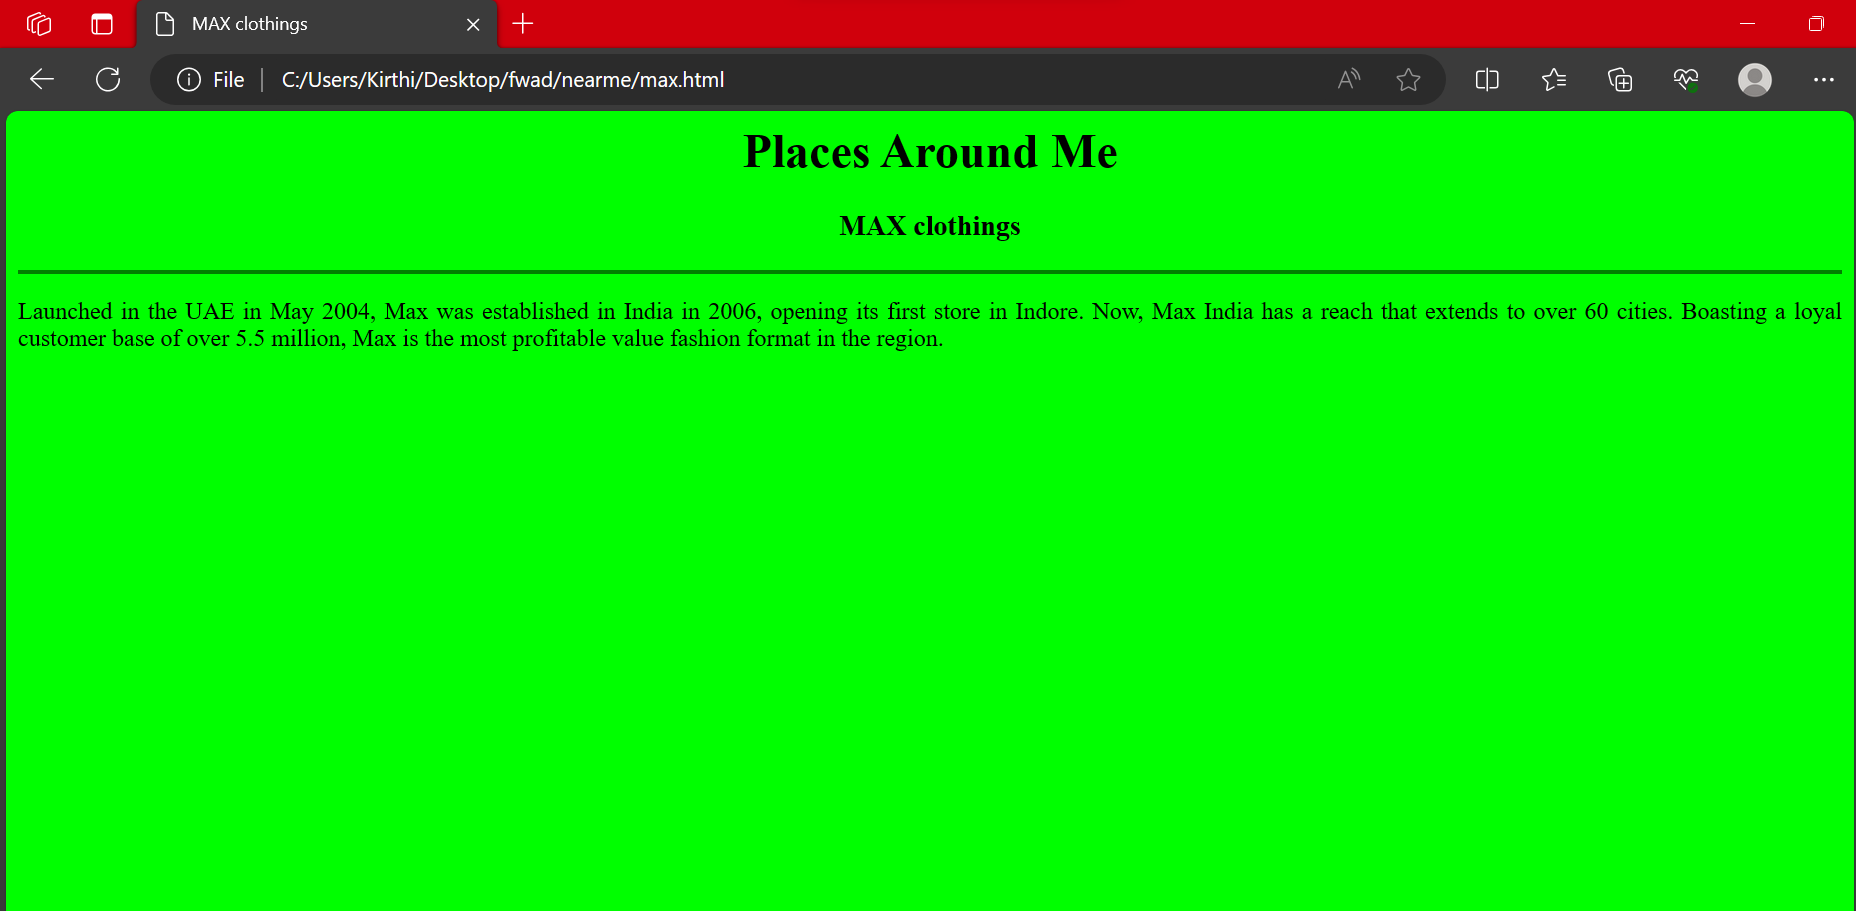 MAX clothings
File
C:/Users/Kirthi/Desktop/fwad/nearme/max.html
Places Around Me
MAX clothings
Launched in the UAE in May 2004, Max was established in India in 2006, opening its first store in Indore. Now, Max India has a reach that extends to over 60 cities. Boasting a loyal
customer base of over 5.5 million, Max is the most profitable value fashion format in the region.